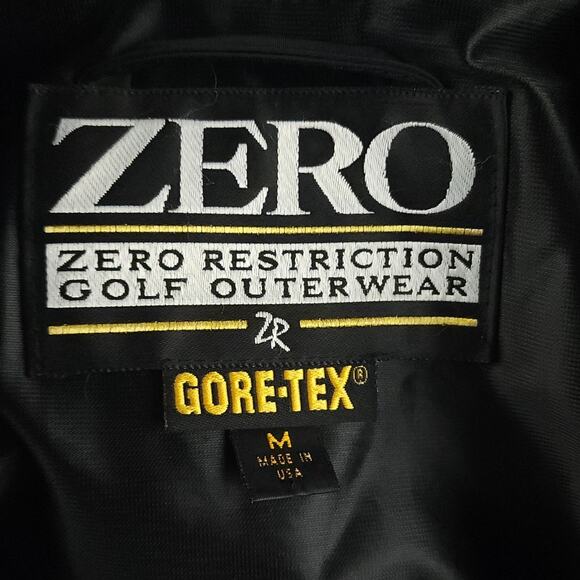 ZERO
ZERO RESTRICTION
GOLF OUTERWEAR
ZR
GORE-TEX®
M
MADE IN
USA